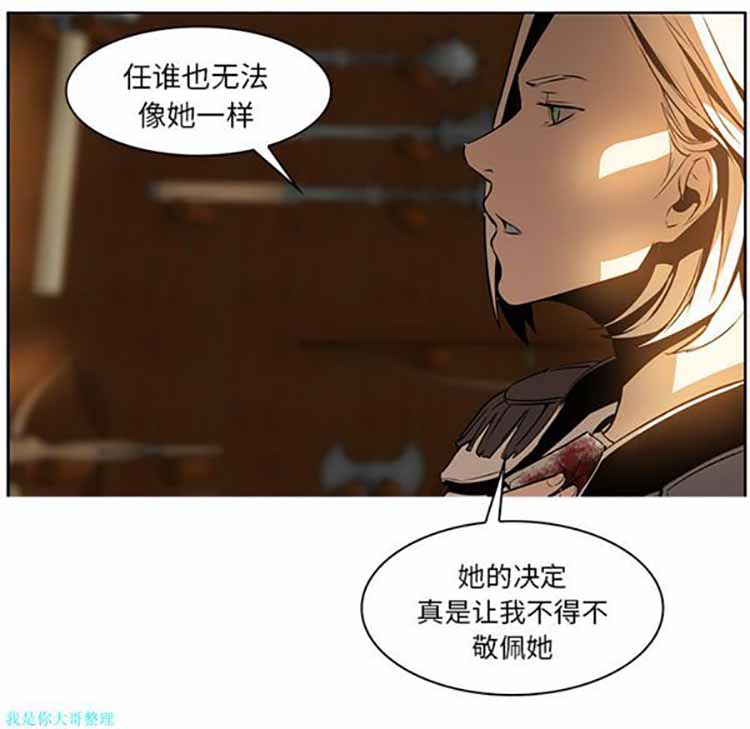 任谁也无法
像她一样
她的决定
真是让我不得不
敬佩她
我是你大哥整理